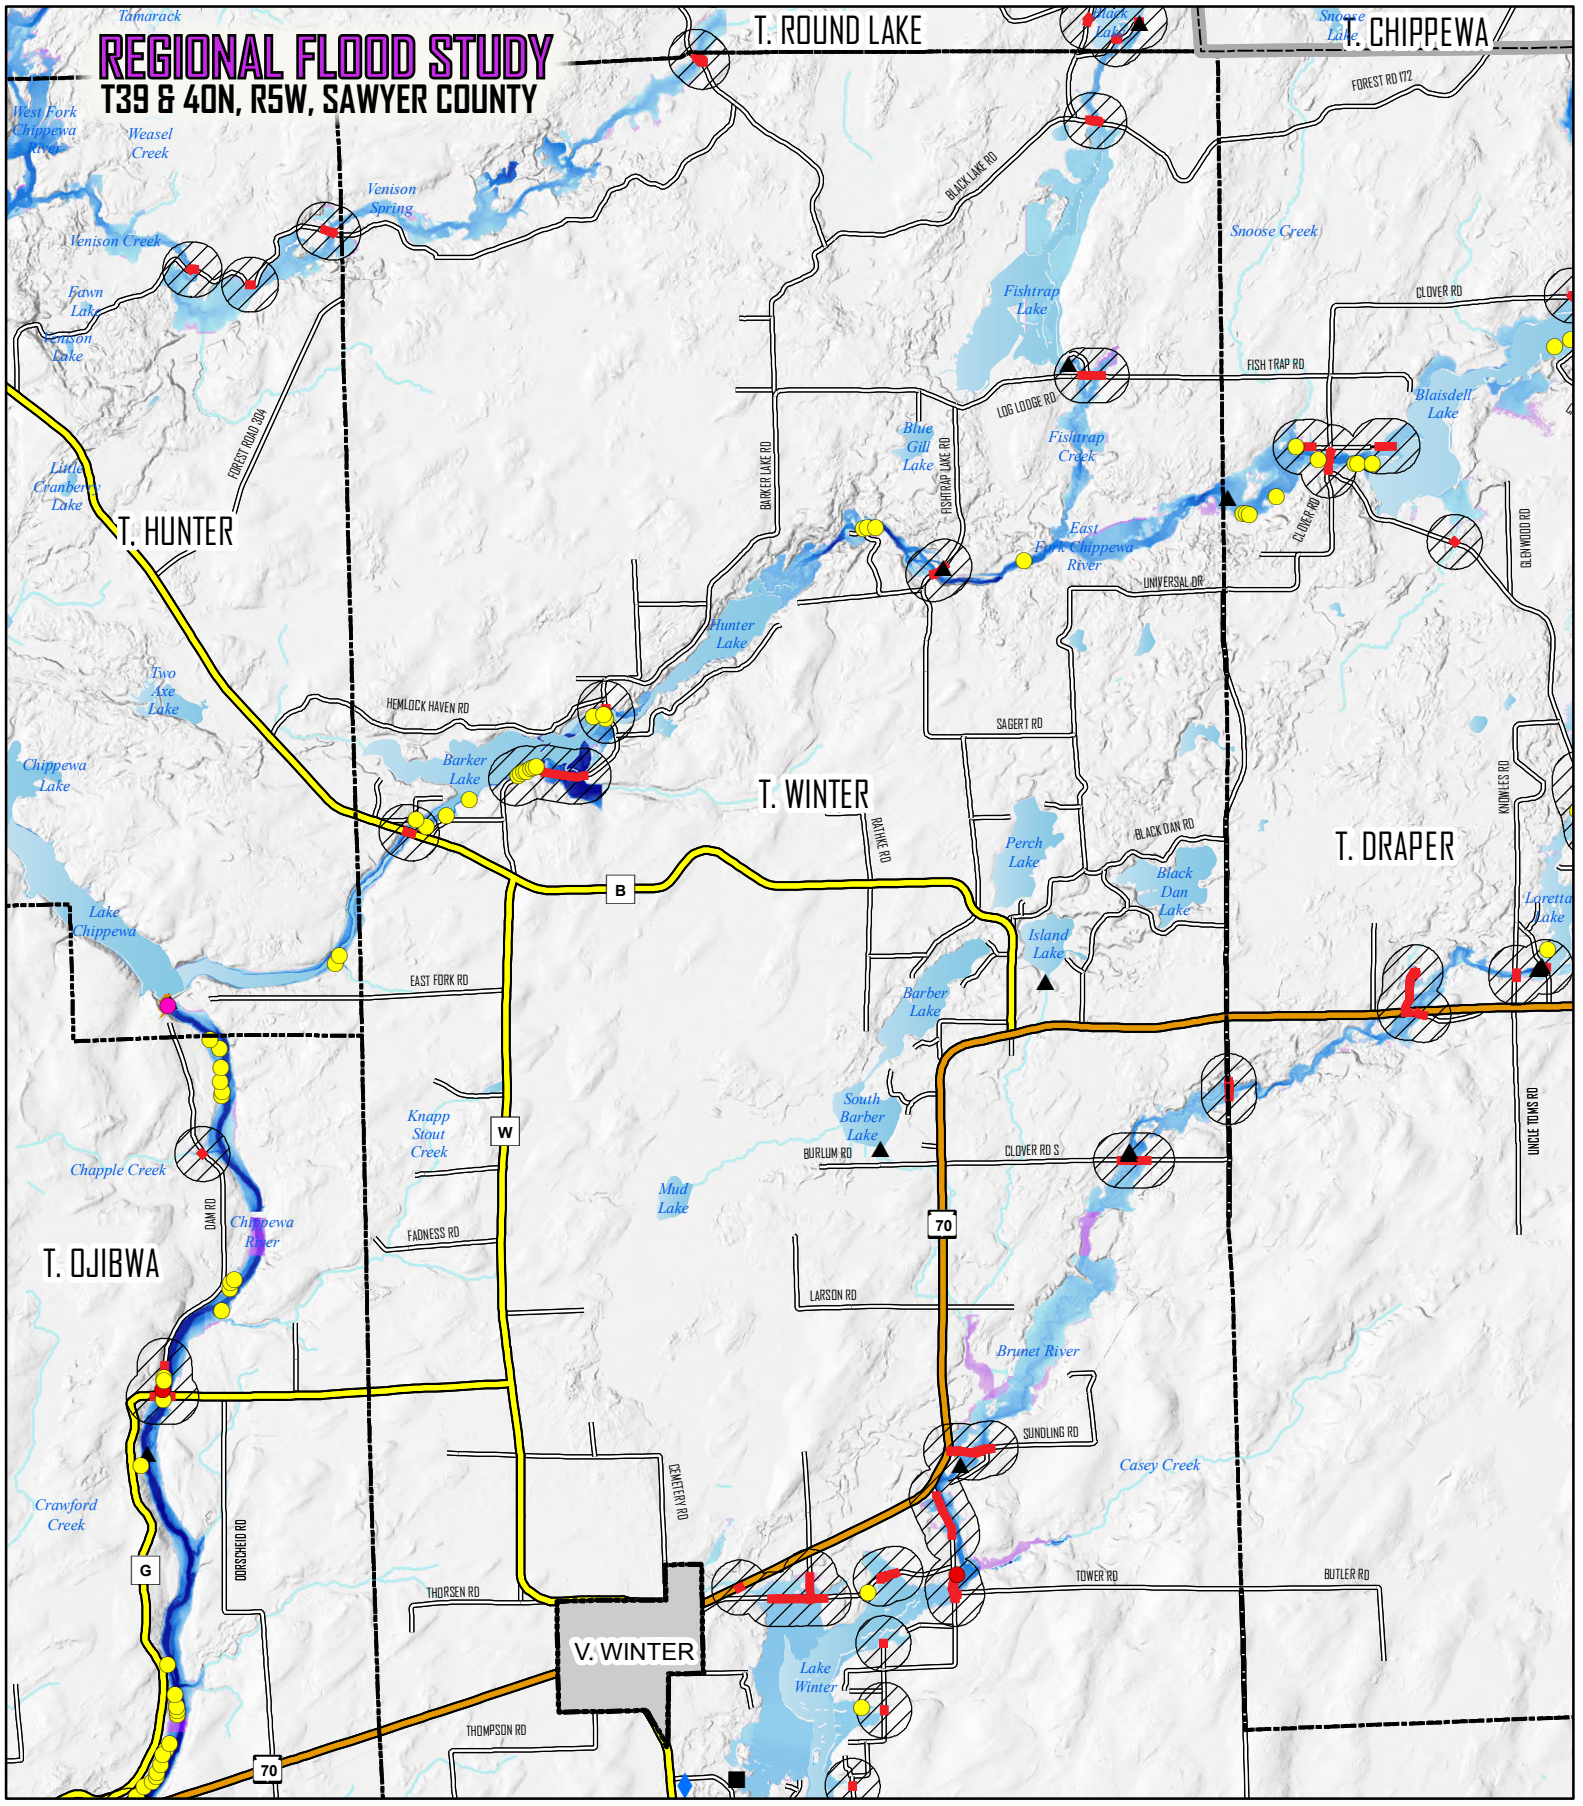 Tamarack
REGIONAL FLOOD STUDY
T39 & 40N, R5W, SAWYER COUNTY
T. ROUND LAKE
Black
Lake
Snoose
Lake
T. CHIPPEWA
FOREST RD 172
West Fork
Chippewa
River
Weasel
Creek
Venison
Spring
BLACK LAKE RD
Venison Creek
Snoose Creek
Fawn
Lake
Venison
Lake
Fishtrap
Lake
CLOVER RD
FISH TRAP RD
LOG LODGE RD
Blaisdell
Lake
FOREST ROAD 304
BARKER LAKE RD
Blue
Gill
Lake
FISHTRAP LAKE RD
Fishtrap
Creek
Little
Cranberry
Lake
T. HUNTER
East
Fork Chippewa
River
CLOVER RD
GLENWOOD RD
UNIVERSAL DR
Hunter
Lake
Two
Axe
Lake
HEMLOCK HAVEN RD
SAGERT RD
Chippewa
Lake
Barker
Lake
T. WINTER
KNOWLES RD
RATHKE RD
BLACK DAN RD
Perch
Lake
T. DRAPER
Black
Dan
Lake
B
Lake
Chippewa
Island
Lake
Loretta
Lake
EAST FORK RD
Barber
Lake
Knapp
Stout
Creek
W
South
Barber
Lake
UNCLE TOMS RD
BURLUM RD
CLOVER RD S
Chapple Creek
DAM RD
Mud
Lake
Chippewa
River
FADNESS RD
70
T. OJIBWA
LARSON RD
Brunet River
SUNDLING RD
CEMETERY RD
Casey Creek
Crawford
Creek
DORSCHEID RD
G
THORSEN RD
TOWER RD
BUTLER RD
V. WINTER
Lake
Winter
THOMPSON RD
70